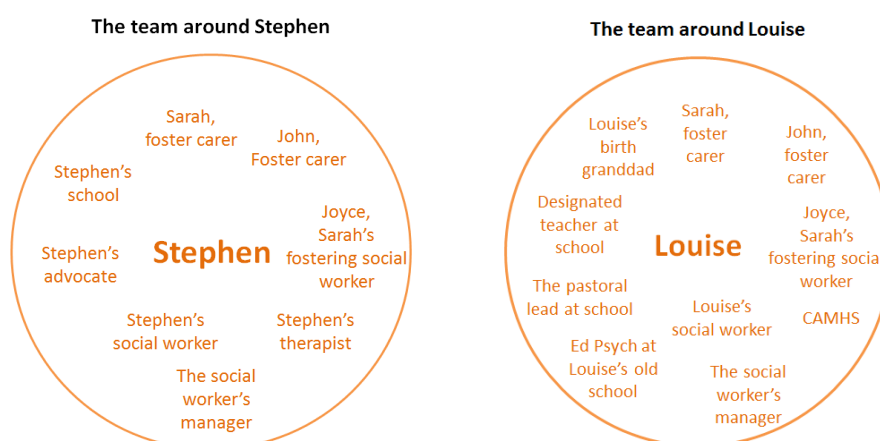 The team around Stephen
Sarah,
foster carer
John,
Foster carer
Stephen's
school
Joyce,
Sarah's
fostering social
worker
Stephen's
advocate
Stephen
Stephen's
social worker
Stephen's
therapist
The social
worker's
manager
The team around Louise
Louise's
birth
granddad
Sarah,
foster
carer
John,
foster
carer
Designated
teacher at
school
Louise
Joyce,
Sarah's
fostering social
worker
The pastoral
lead at school
Louise's
social worker
CAMHS
Ed Psych at
Louise's old
school
The social
worker's
manager